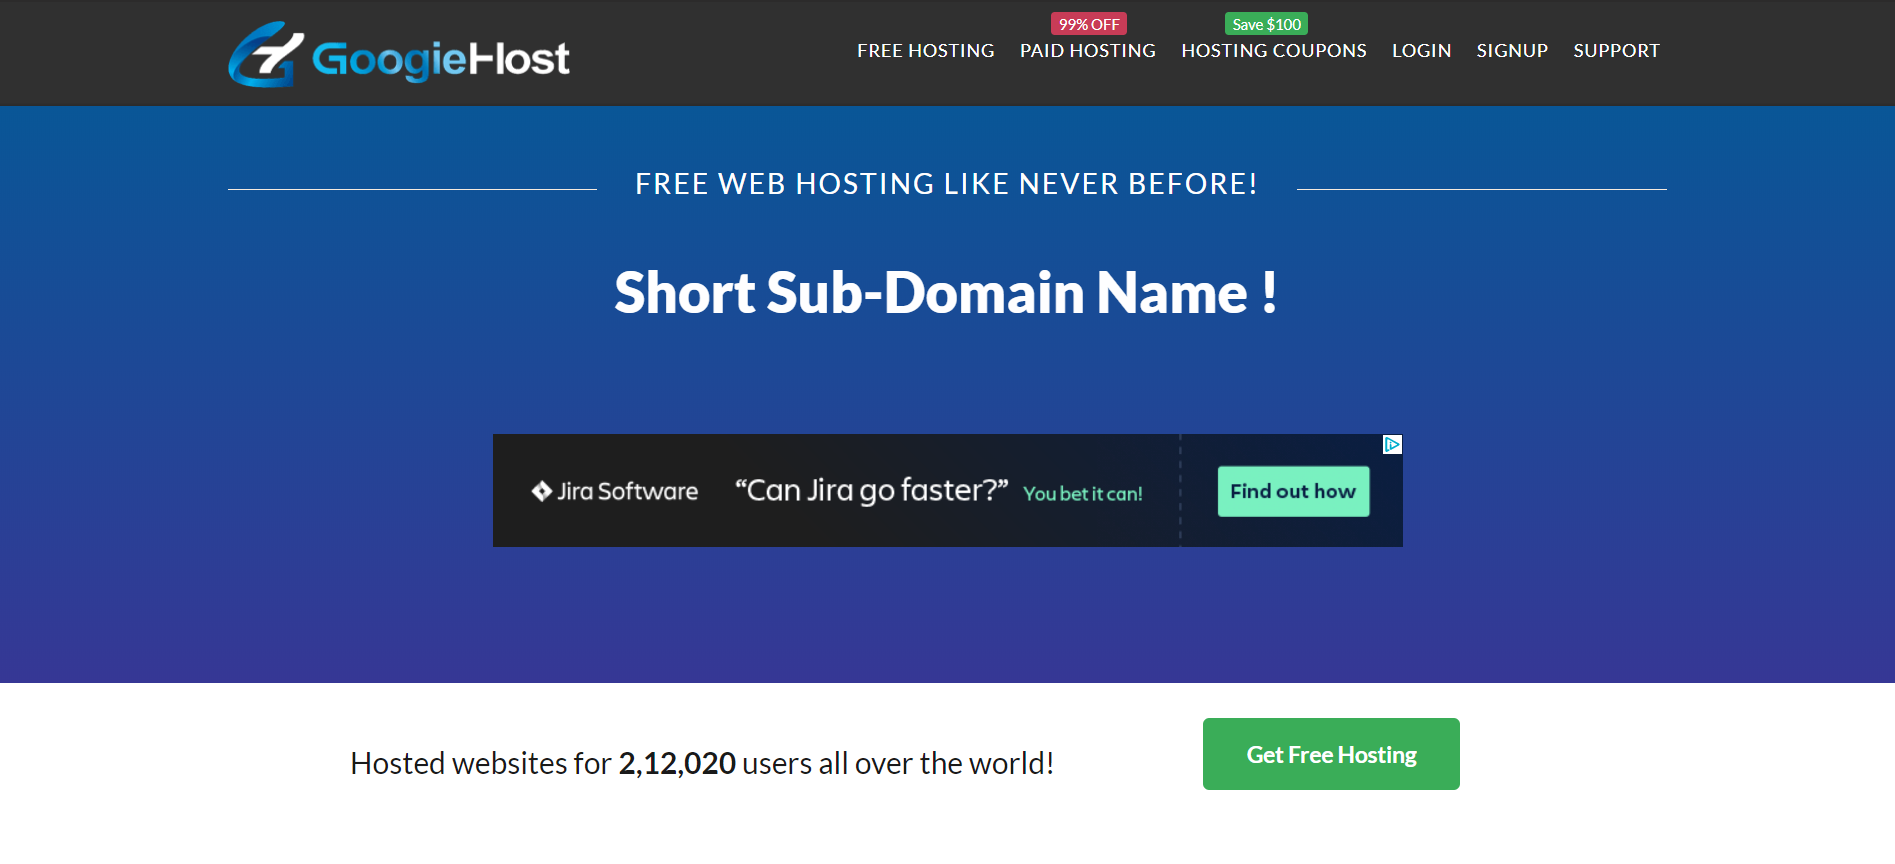 GoogieHost
99% OFF
Save $100
FREE HOSTING PAID HOSTING HOSTING COUPONS LOGIN SIGNUP SUPPORT
FREE WEB HOSTING LIKE NEVER BEFORE!
Short Sub-Domain Name !
Jira Software “Can Jira go faster?” You bet it can! Find out how
Hosted websites for 2,12,020 users all over the world!
Get Free Hosting